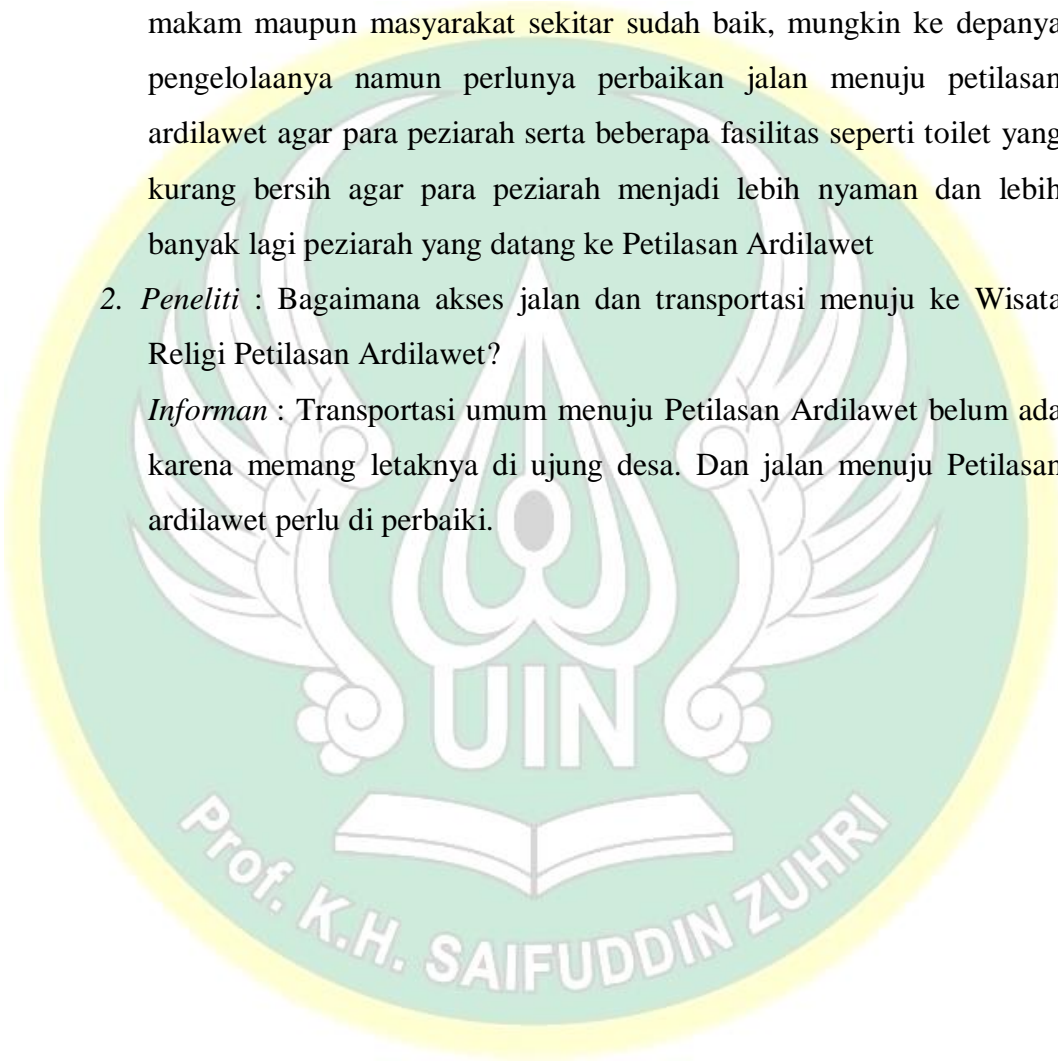 makam maupun masyarakat sekitar sudah baik, mungkin ke depanya
pengelolaanya namun perlunya perbaikan jalan menuju petilasan
ardilawet agar para peziarah serta beberapa fasilitas seperti toilet yang
kurang bersih agar para peziarah menjadi lebih nyaman dan lebih
banyak lagi peziarah yang datang ke Petilasan Ardilawet
2. Peneliti : Bagaimana akses jalan dan transportasi menuju ke Wisata
Religi Petilasan Ardilawet?
Informan : Transportasi umum menuju Petilasan Ardilawet belum ada
karena memang letaknya di ujung desa. Dan jalan menuju Petilasan
ardilawet perlu di perbaiki.
UIN
Prof. K.H. SAIFUDDIN ZUHRI